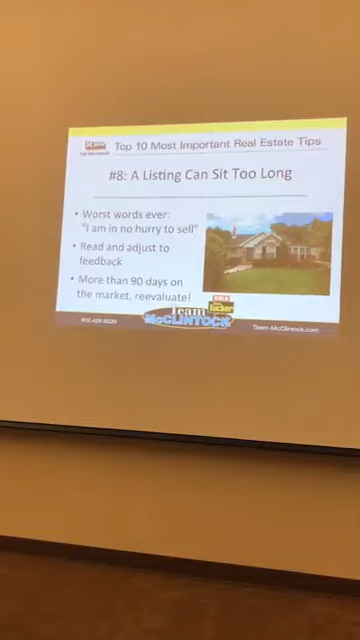 Top 10 Most Important Real Estate Tips
#8: A Listing Can Sit Too Long
• Worst words ever:
"I am in no hurry to sell"
• Read and adjust to
feedback
• More than 90 days on
the market, reevaluate!
SOLD
Tucker
Team
McCLINTOCK
Team-McClintock.com